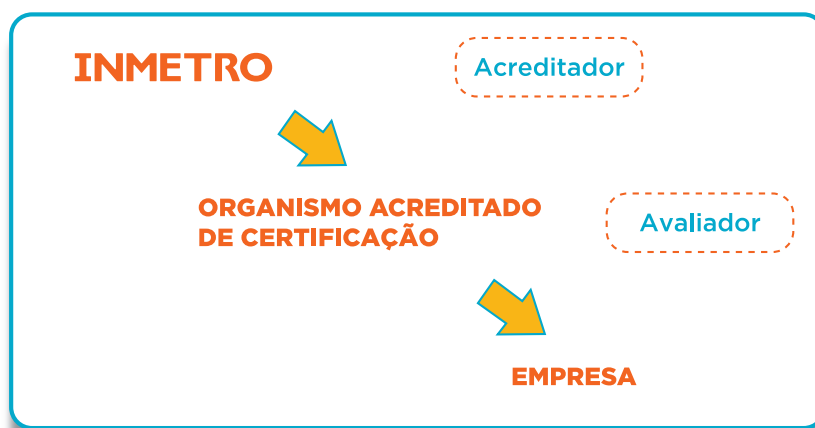 INMETRO
Acreditador
ORGANISMO ACREDITADO
DE CERTIFICAÇÃO
Avaliador
EMPRESA